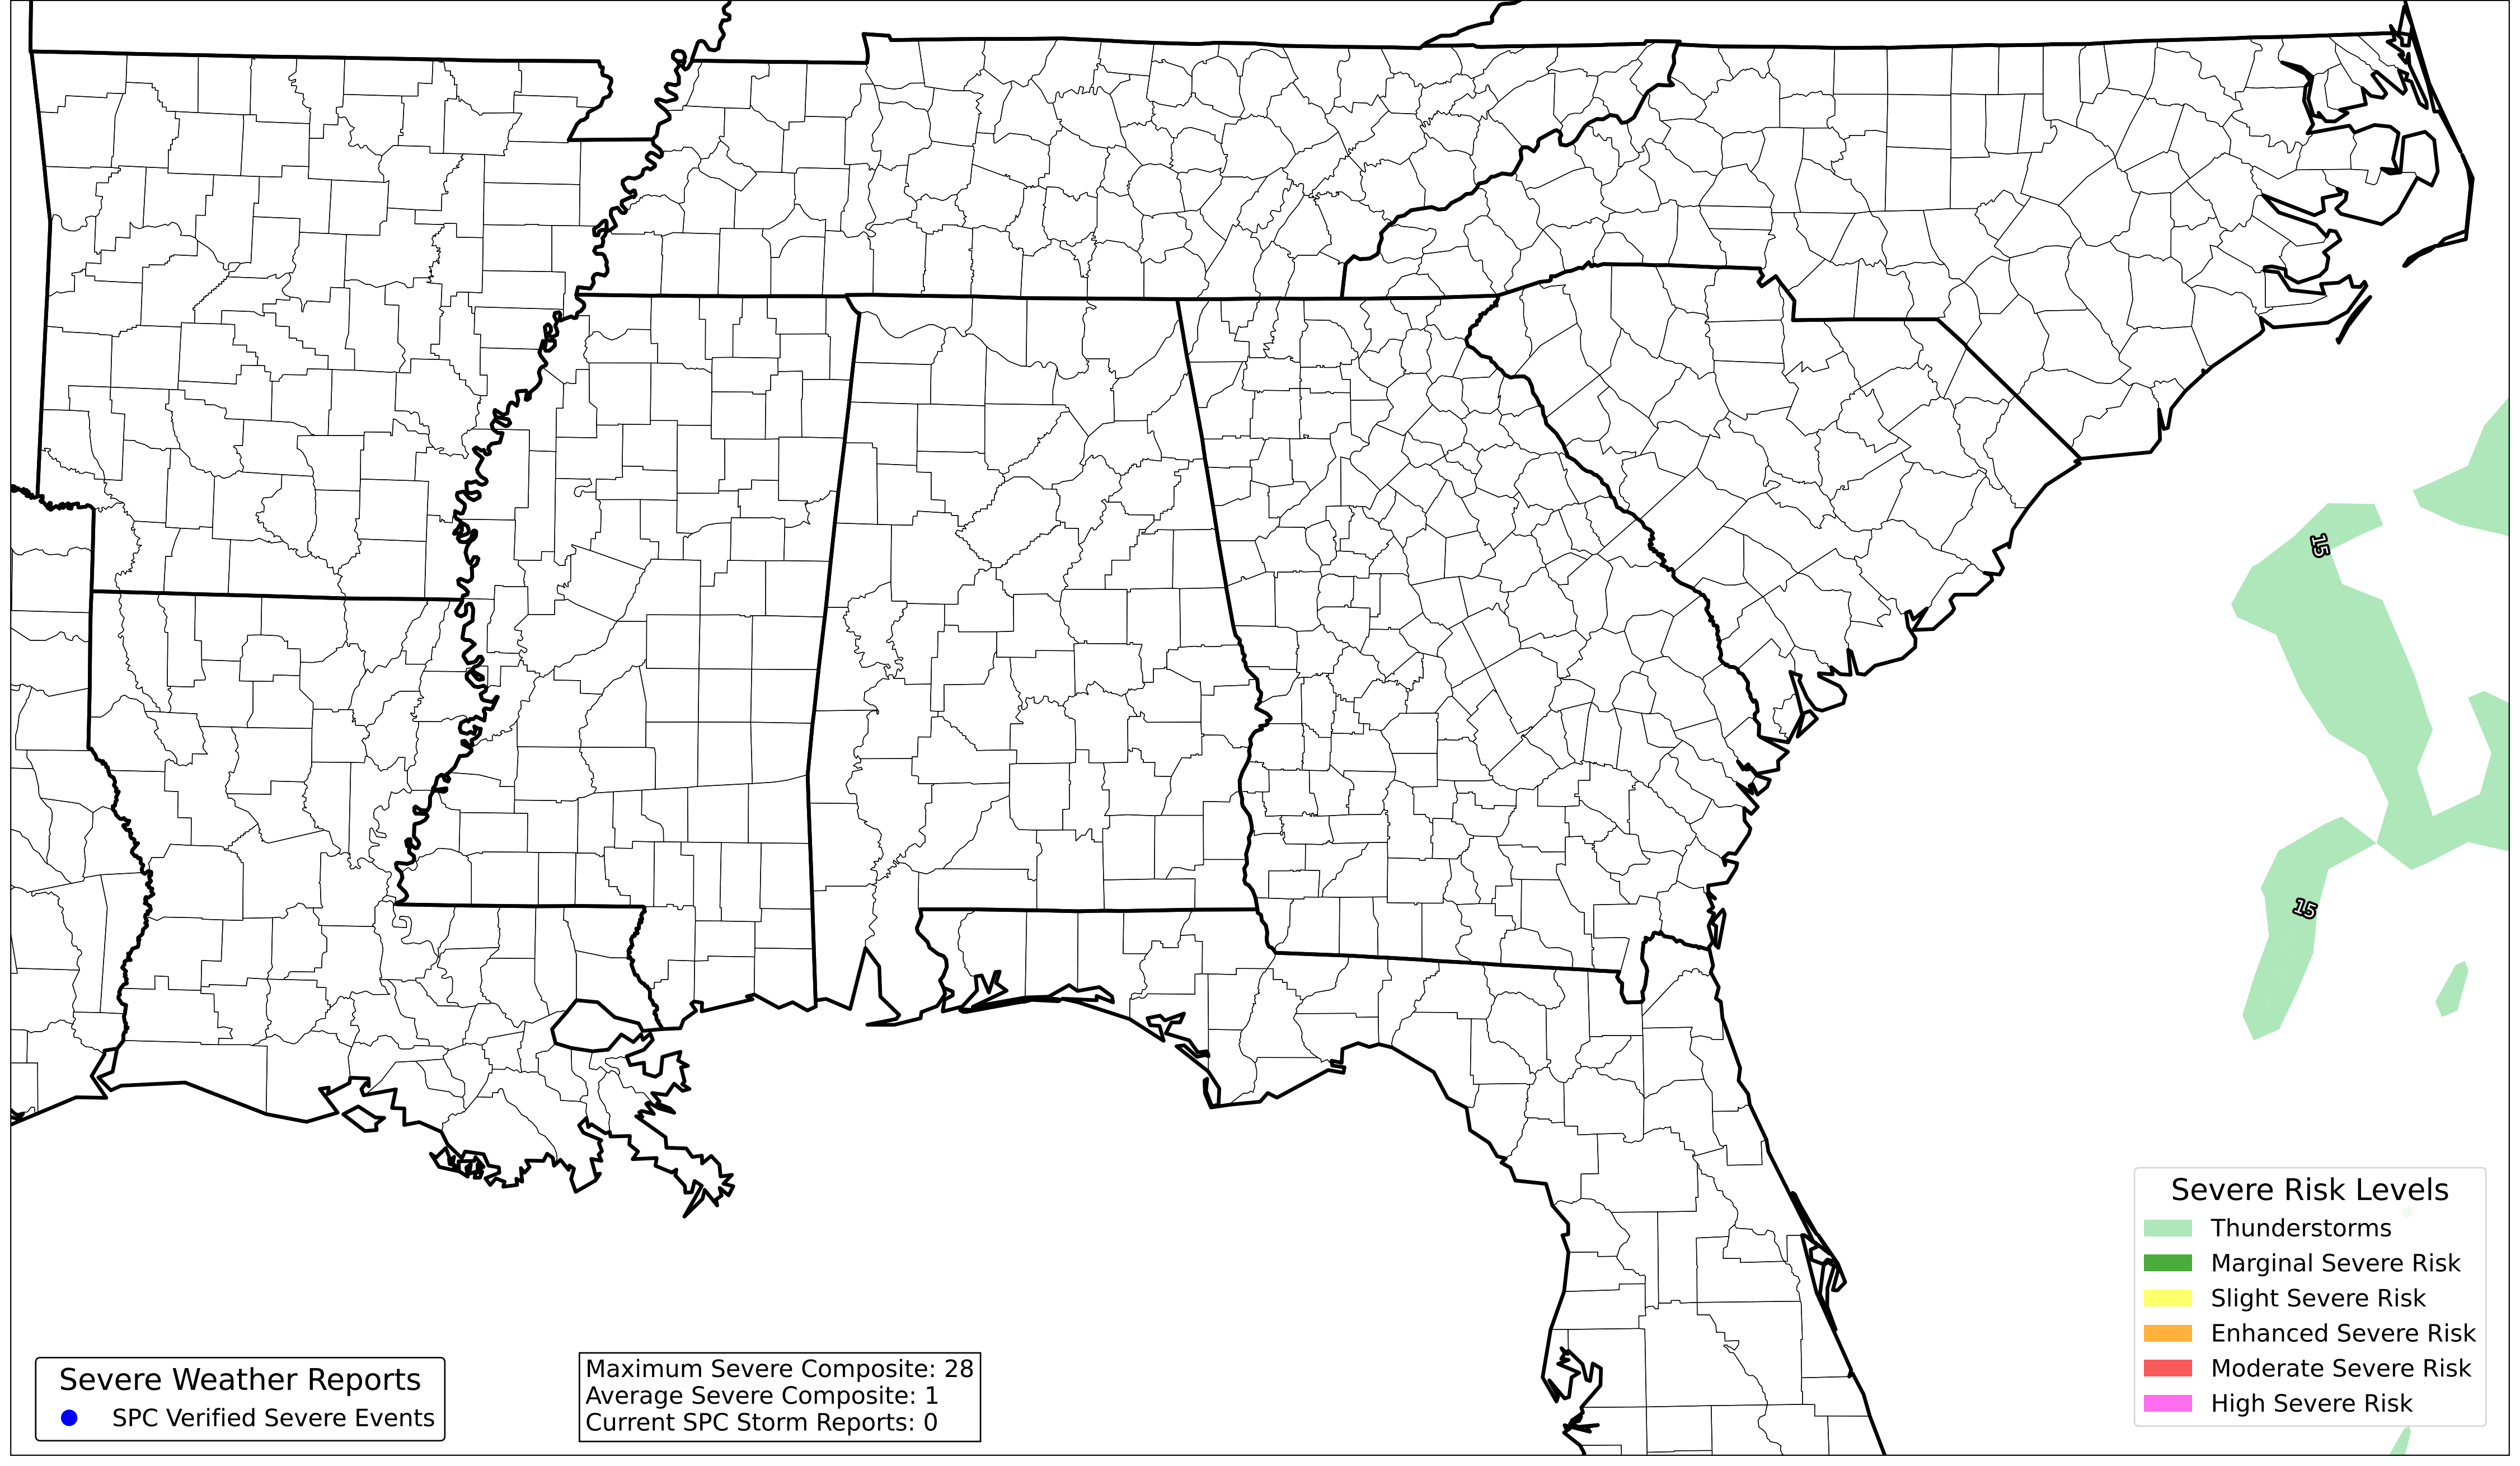 15
15
Severe Risk Levels
Thunderstorms
Marginal Severe Risk
Slight Severe Risk
Enhanced Severe Risk
Moderate Severe Risk
High Severe Risk
Severe Weather Reports
SPC Verified Severe Events
Maximum Severe Composite: 28
Average Severe Composite: 1
Current SPC Storm Reports: 0